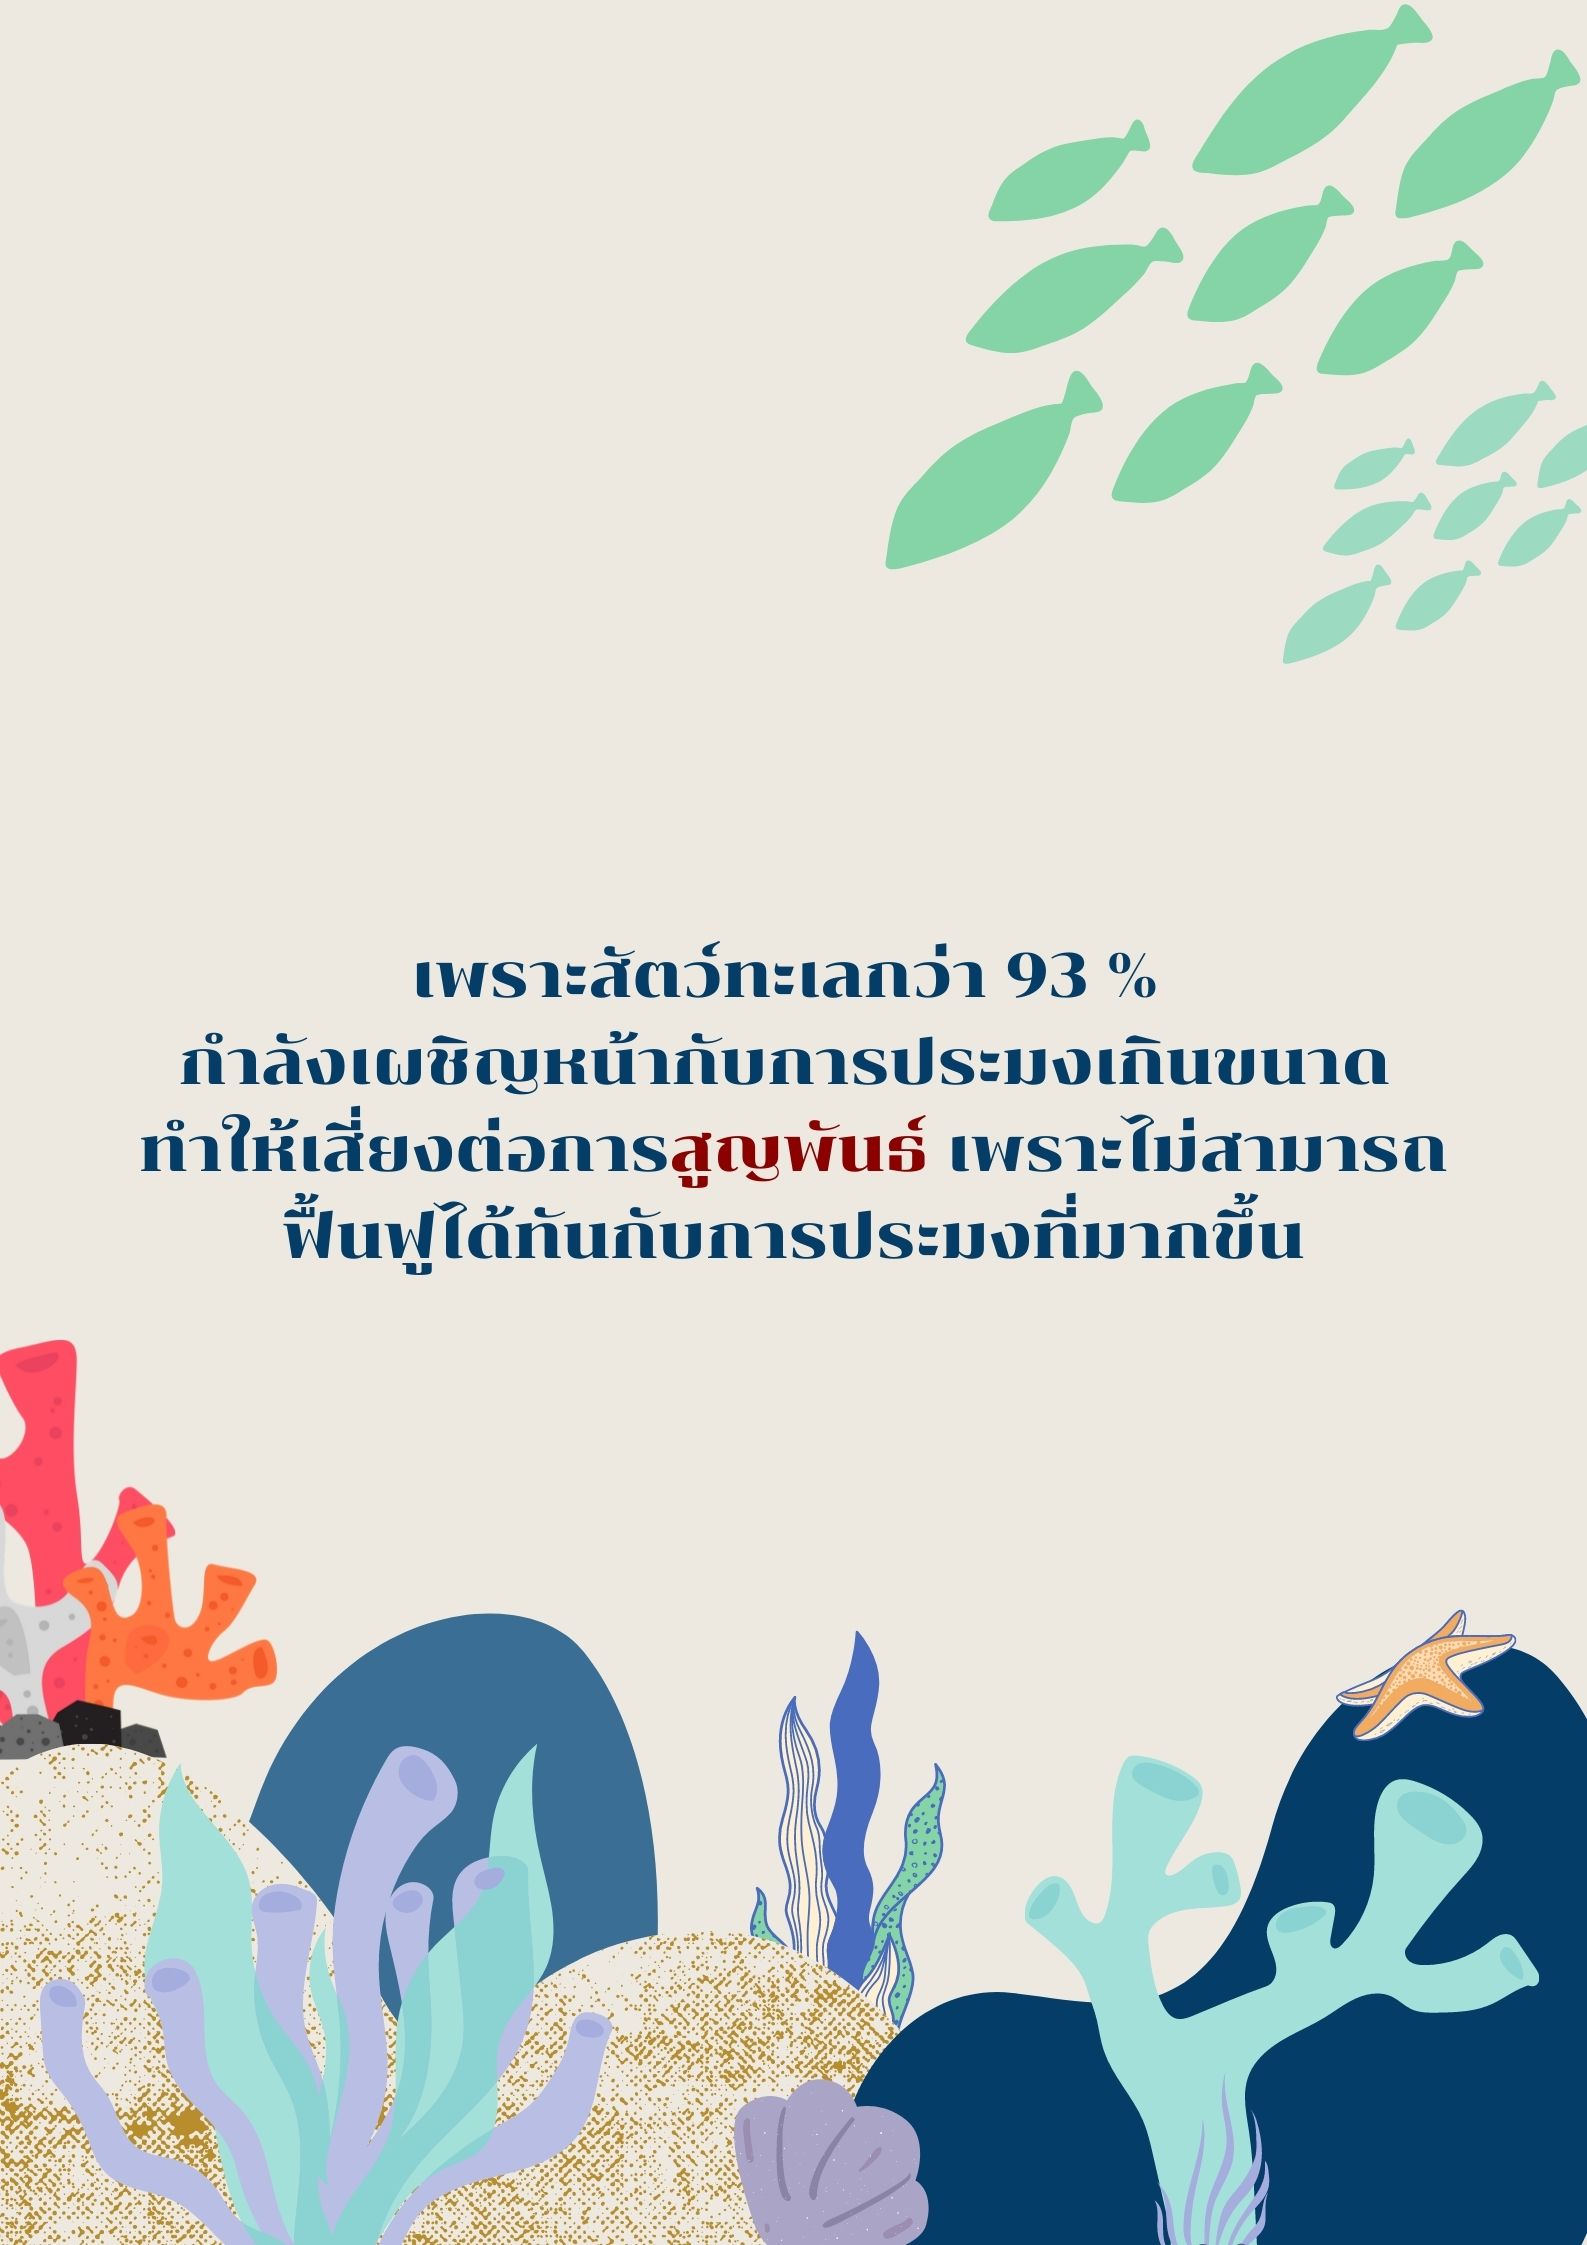 เพราะสัตว์ทะเลกว่า 93 %
กำลังเผชิญหน้ากับการประมงเกินขนาด
ทำให้เสี่ยงต่อการสูญพันธ์ เพราะไม่สามารถ
ฟื้นฟูได้ทันกับการประมงที่มากขึ้น